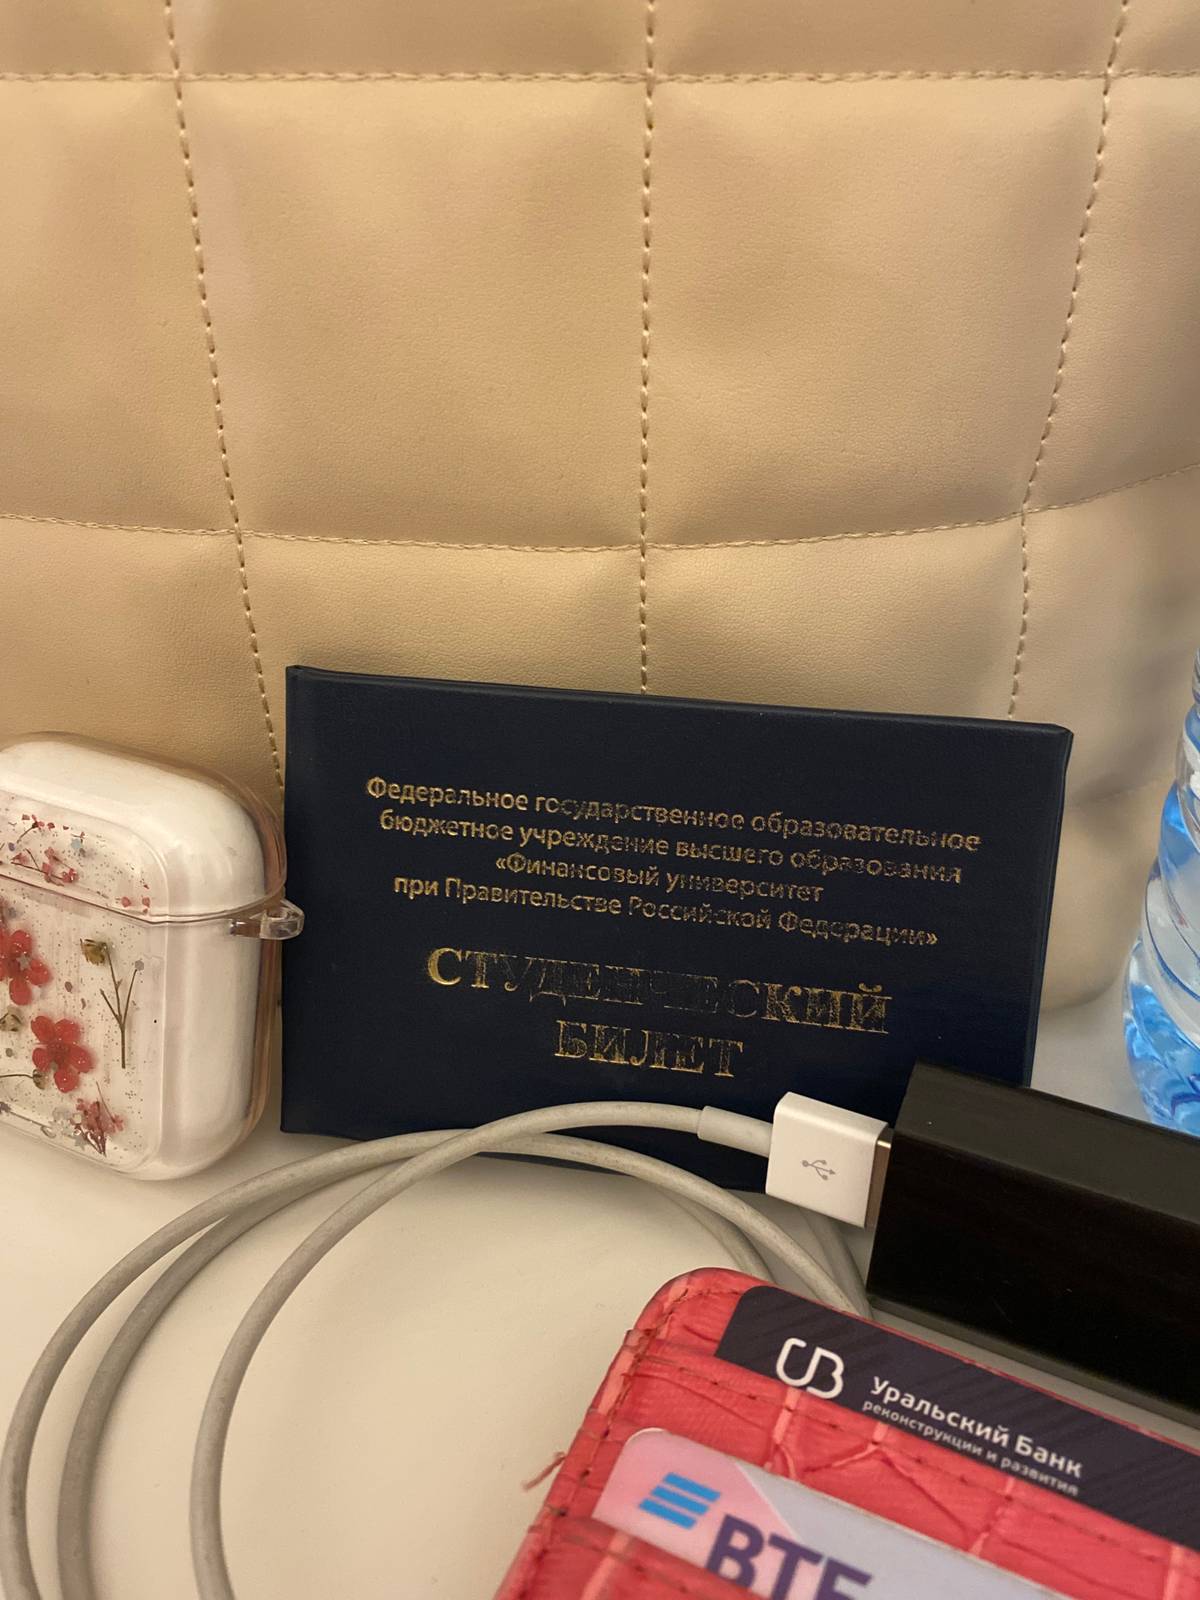 Федеральное государственное образовательное
бюджетное учреждение высшего образования
«Финансовый университет
при Правительстве Российской Федерации»
СТУДЕНЧЕСКИЙ
БИЛЕТ
Уральский Банк
реконструкции и развития
ВТБ